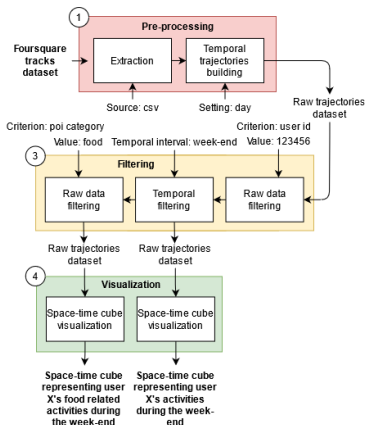 1
Pre-processing
Foursquare
tracks
dataset
Extraction
Temporal
trajectories
building
Source: csv
Setting: day
Raw trajectories
dataset
Criterion: poi category
Value: food
Temporal interval: week-end
Criterion: user id
Value: 123456
3
Filtering
Raw data
filtering
Temporal
filtering
Raw data
filtering
Raw trajectories
dataset
Raw trajectories
dataset
4
Visualization
Space-time cube
visualization
Space-time cube
visualization
Space-time cube
representing user
X's food related
activities during
the week-end
Space-time cube
representing user
X's activities
during the week-
end